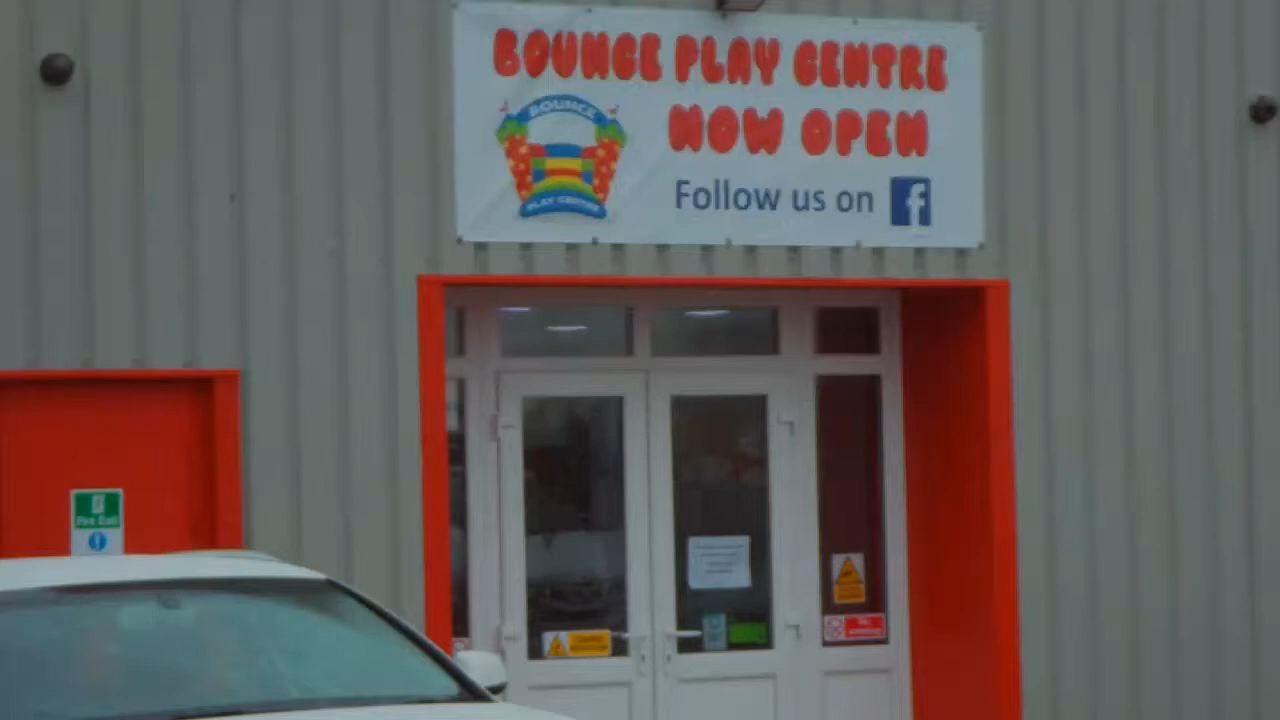 BOUNCE PLAY CENTRE
NOW OPEN
BOUNCE
PLAY CENTRE
Follow us on f
Fire Exit